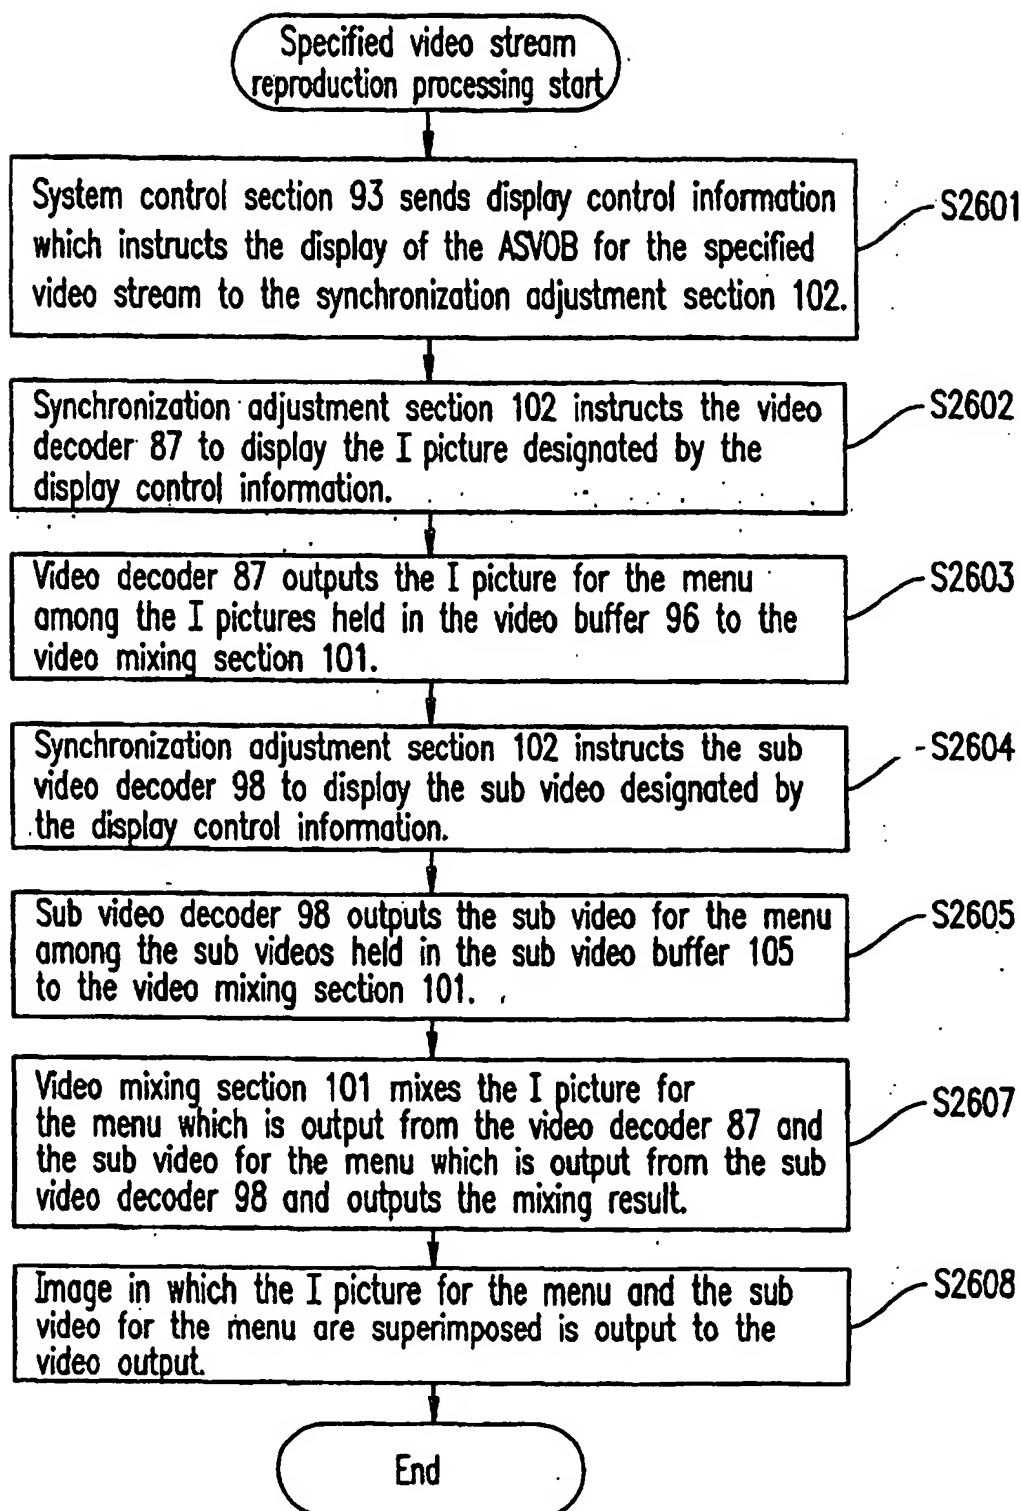 Specified video stream
reproduction processing start
System control section 93 sends display control information
which instructs the display of the ASVOB for the specified
video stream to the synchronization adjustment section 102.
S2601
Synchronization adjustment section 102 instructs the video
decoder 87 to display the I picture designated by the
display control information.
S2602
Video decoder 87 outputs the I picture for the menu
among the I pictures held in the video buffer 96 to the
video mixing section 101.
S2603
Synchronization adjustment section 102 instructs the sub
video decoder 98 to display the sub video designated by
the display control information.
S2604
Sub video decoder 98 outputs the sub video for the menu
among the sub videos held in the sub video buffer 105
to the video mixing section 101.
S2605
Video mixing section 101 mixes the I picture for
the menu which is output from the video decoder 87 and
the sub video for the menu which is output from the sub
video decoder 98 and outputs the mixing result.
S2607
Image in which the I picture for the menu and the sub
video for the menu are superimposed is output to the
video output.
S2608
End